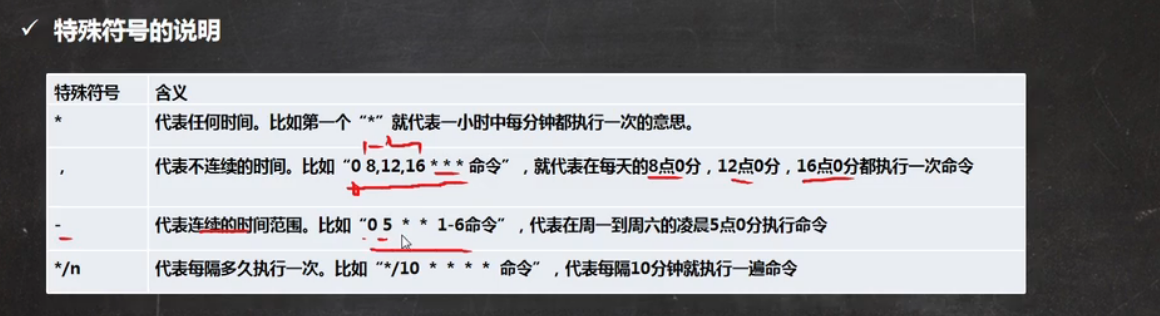 ✓ 特殊符号的说明
特殊符号 含义
* 代表任何时间。比如第一个“*”就代表一小时中每分钟都执行一次的意思。
, 代表不连续的时间。比如“0 8,12,16 * * * 命令”，就代表在每天的8点0分，12点0分，16点0分都执行一次命令
- 代表连续的时间范围。比如“0 5 * * 1-6命令”，代表在周一到周六的凌晨5点0分执行命令
*/n 代表每隔多久执行一次。比如“*/10 * * * * 命令”，代表每隔10分钟就执行一遍命令